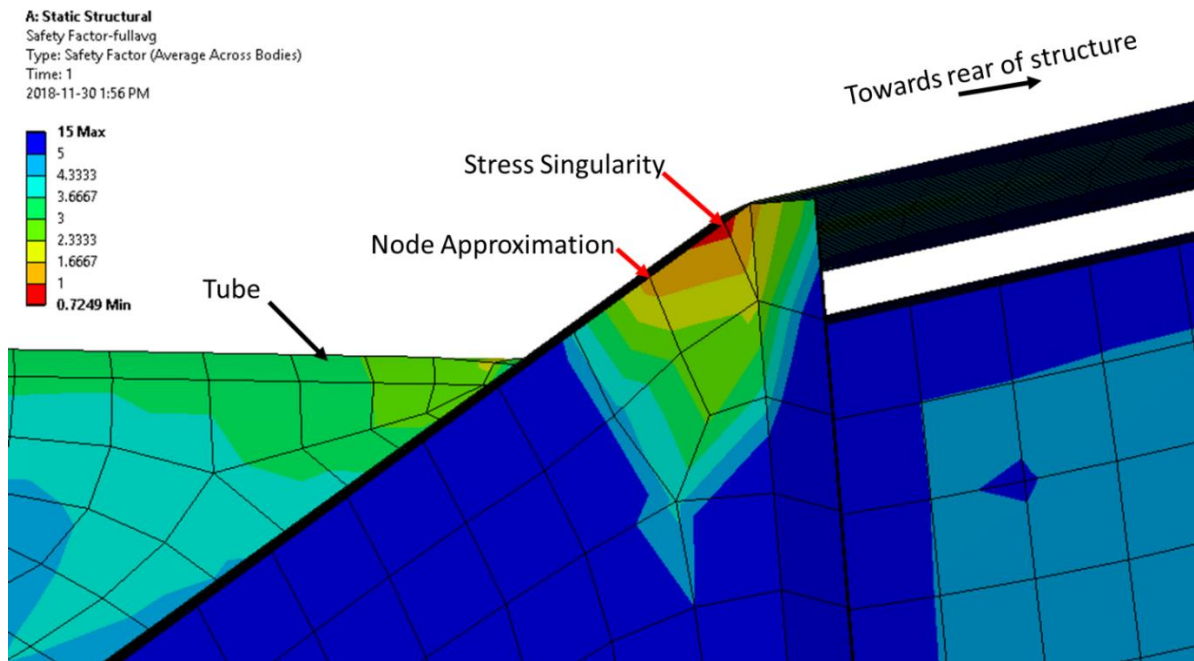 A: Static Structural
Safety Factor-fullavg
Type: Safety Factor (Average Across Bodies)
Time: 1
2018-11-30 1:56 PM
15 Max
5
4.3333
3.6667
3
2.3333
1.6667
1
0.7249 Min
Towards rear of structure
Stress Singularity
Node Approximation
Tube